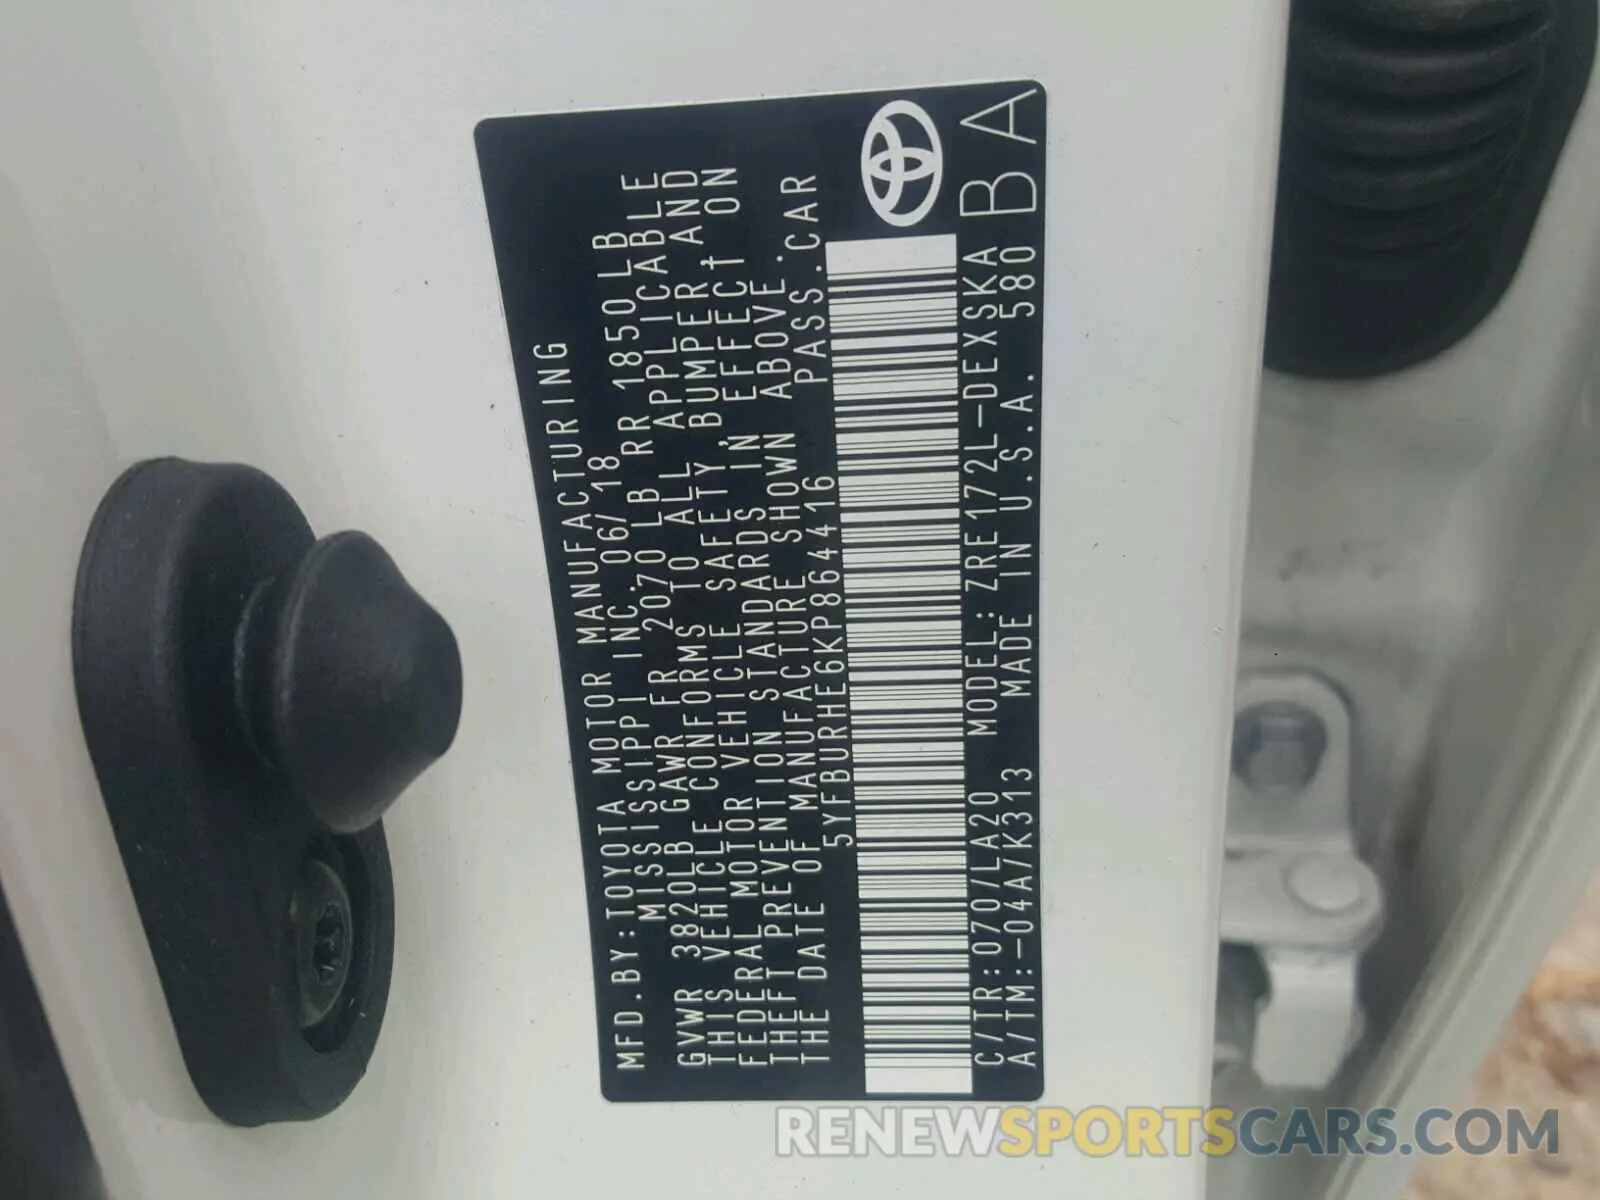 MFD.BY:TOYOTA MOTOR MANUFACTURING
MISSISSIPPI INC. 06/18
GVWR 3820LB GAWR FR 2070 LB RR 1850LB
THIS VEHICLE CONFORMS TO ALL APPLICABLE
FEDERAL MOTOR VEHICLE SAFETY,BUMPER,AND
THEFT PREVENTION STANDARDS IN EFFECT ON
THE DATE OF MANUFACTURE SHOWN ABOVE.
5YFBURHE6KP864416 PASS.CAR
C/TR:070/LA20 MODEL:ZRE172L-DEXSKA
A/TM:-04A/K313 MADE IN U.S.A. 580
BA
RENEWSPORTSCARS.COM